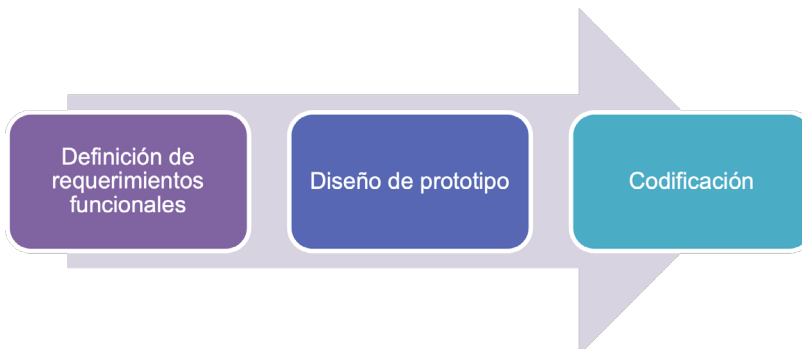 Definición de
requerimientos
funcionales
Diseño de prototipo
Codificación